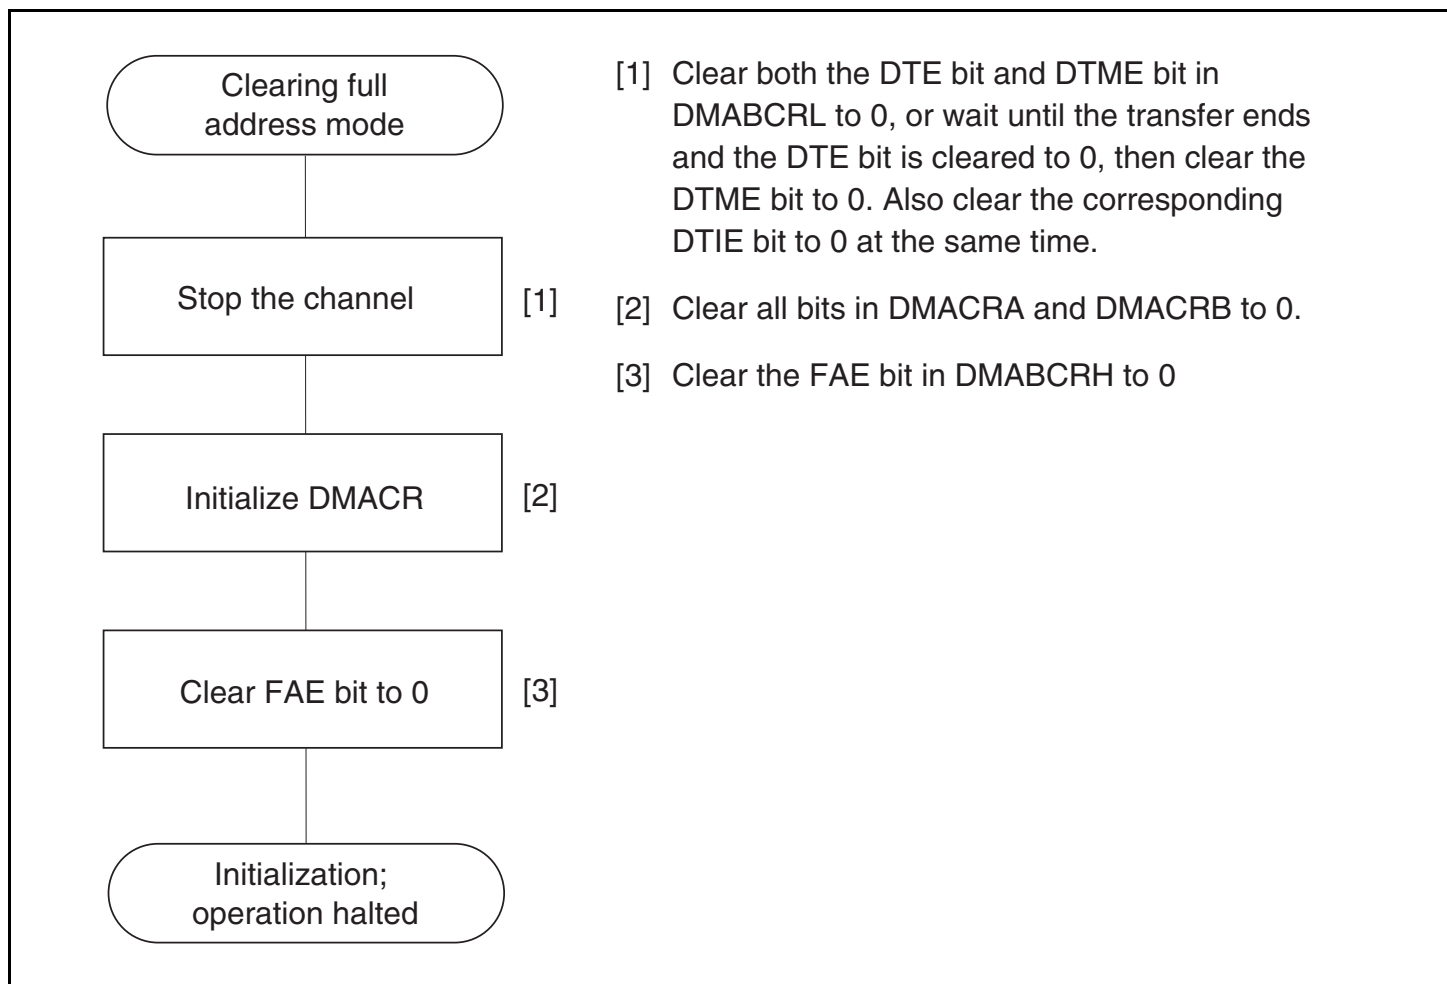 Clearing full
address mode
Stop the channel [1]
Initialize DMACR [2]
Clear FAE bit to 0 [3]
Initialization;
operation halted
[1] Clear both the DTE bit and DTME bit in
DMABCRL to 0, or wait until the transfer ends
and the DTE bit is cleared to 0, then clear the
DTME bit to 0. Also clear the corresponding
DTIE bit to 0 at the same time.
[2] Clear all bits in DMACRA and DMACRB to 0.
[3] Clear the FAE bit in DMABCRH to 0